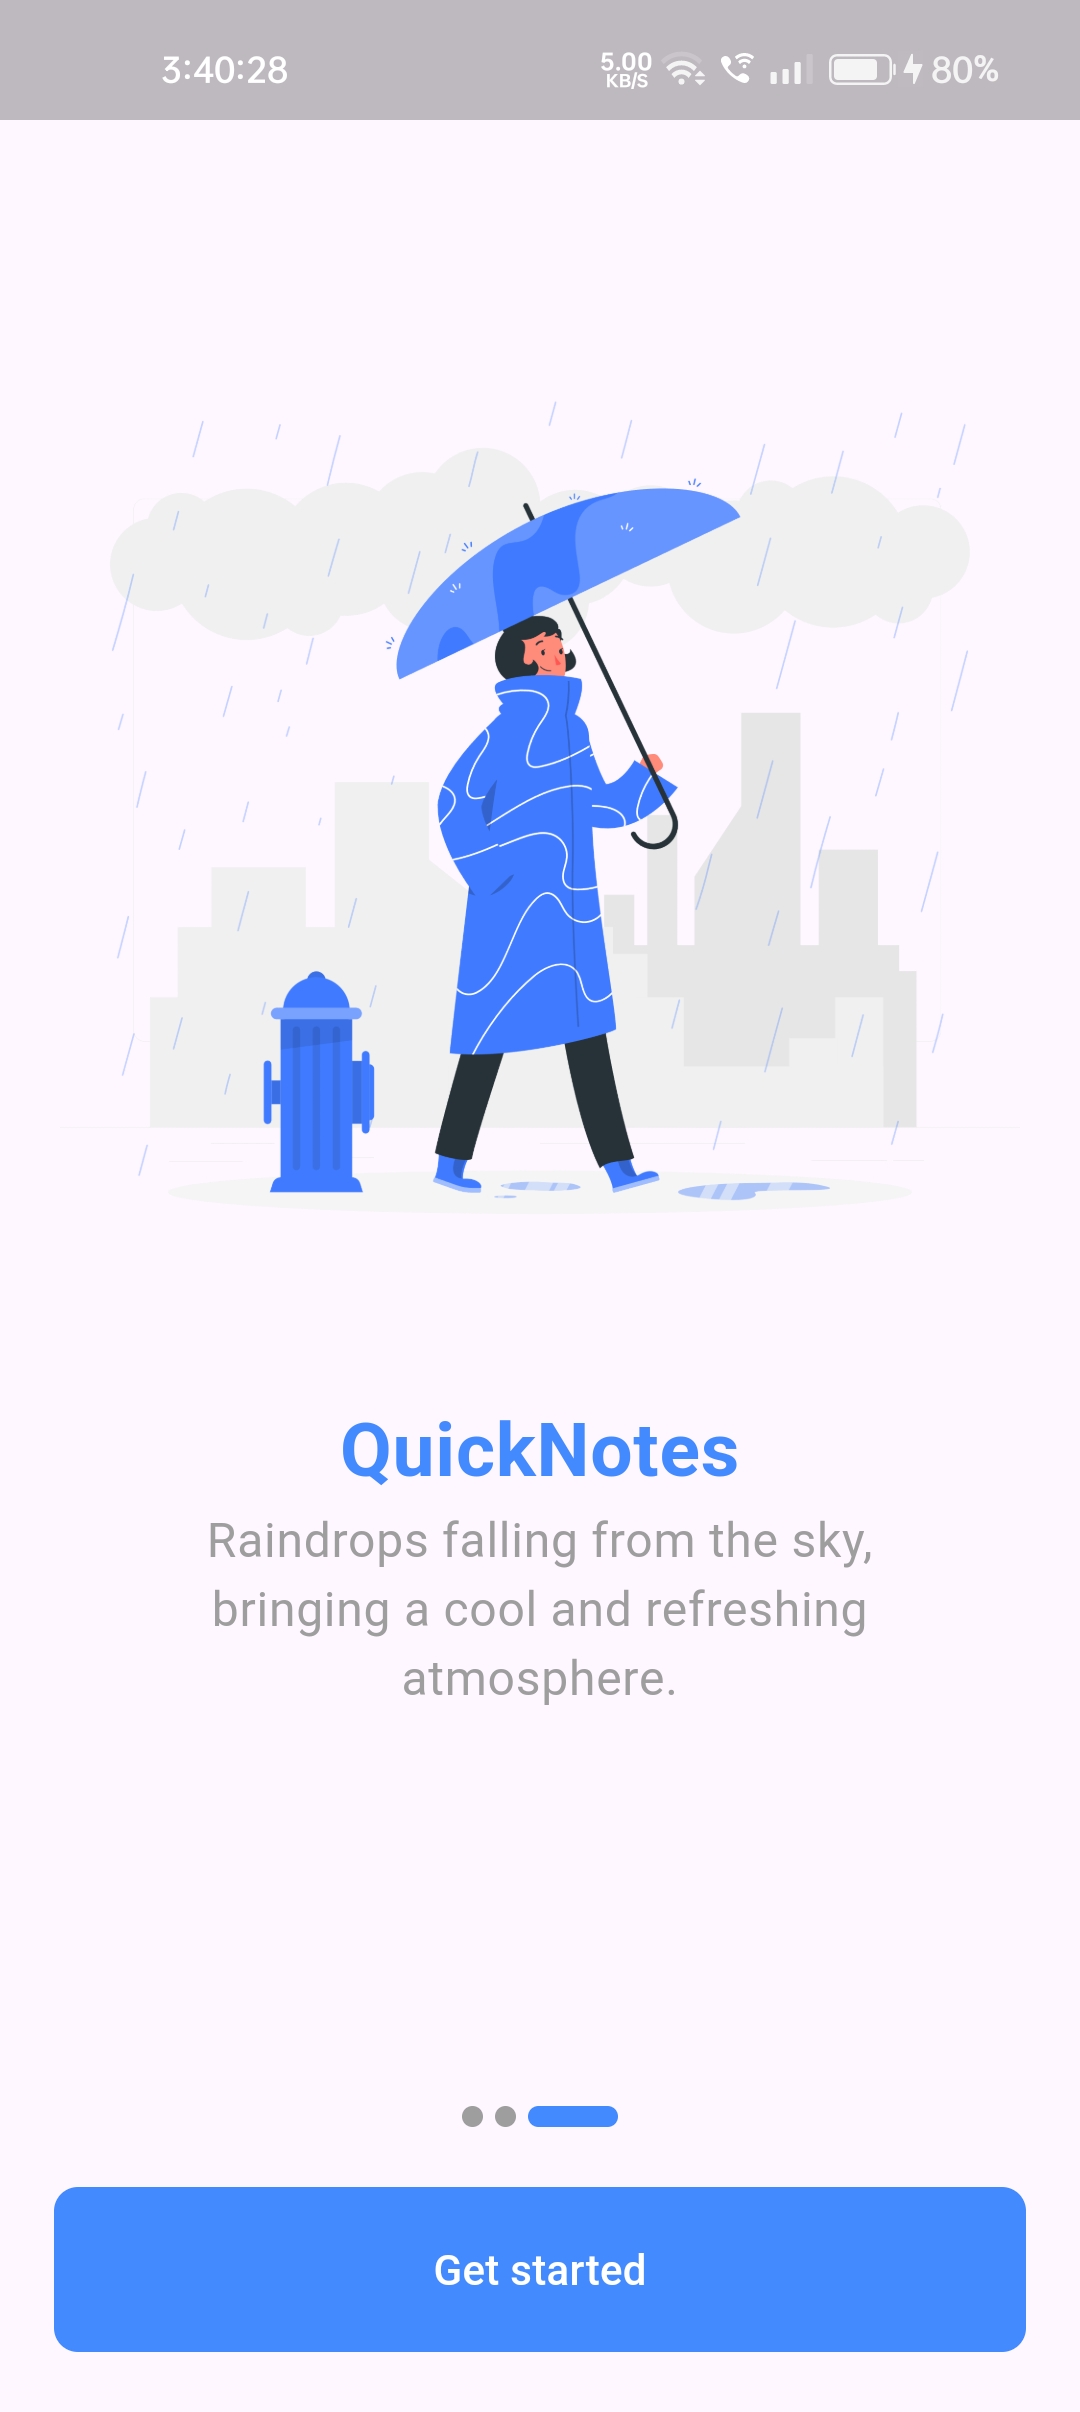 3:40:28
5.00
KB/S
80%
QuickNotes
Raindrops falling from the sky,
bringing a cool and refreshing
atmosphere.
Get started